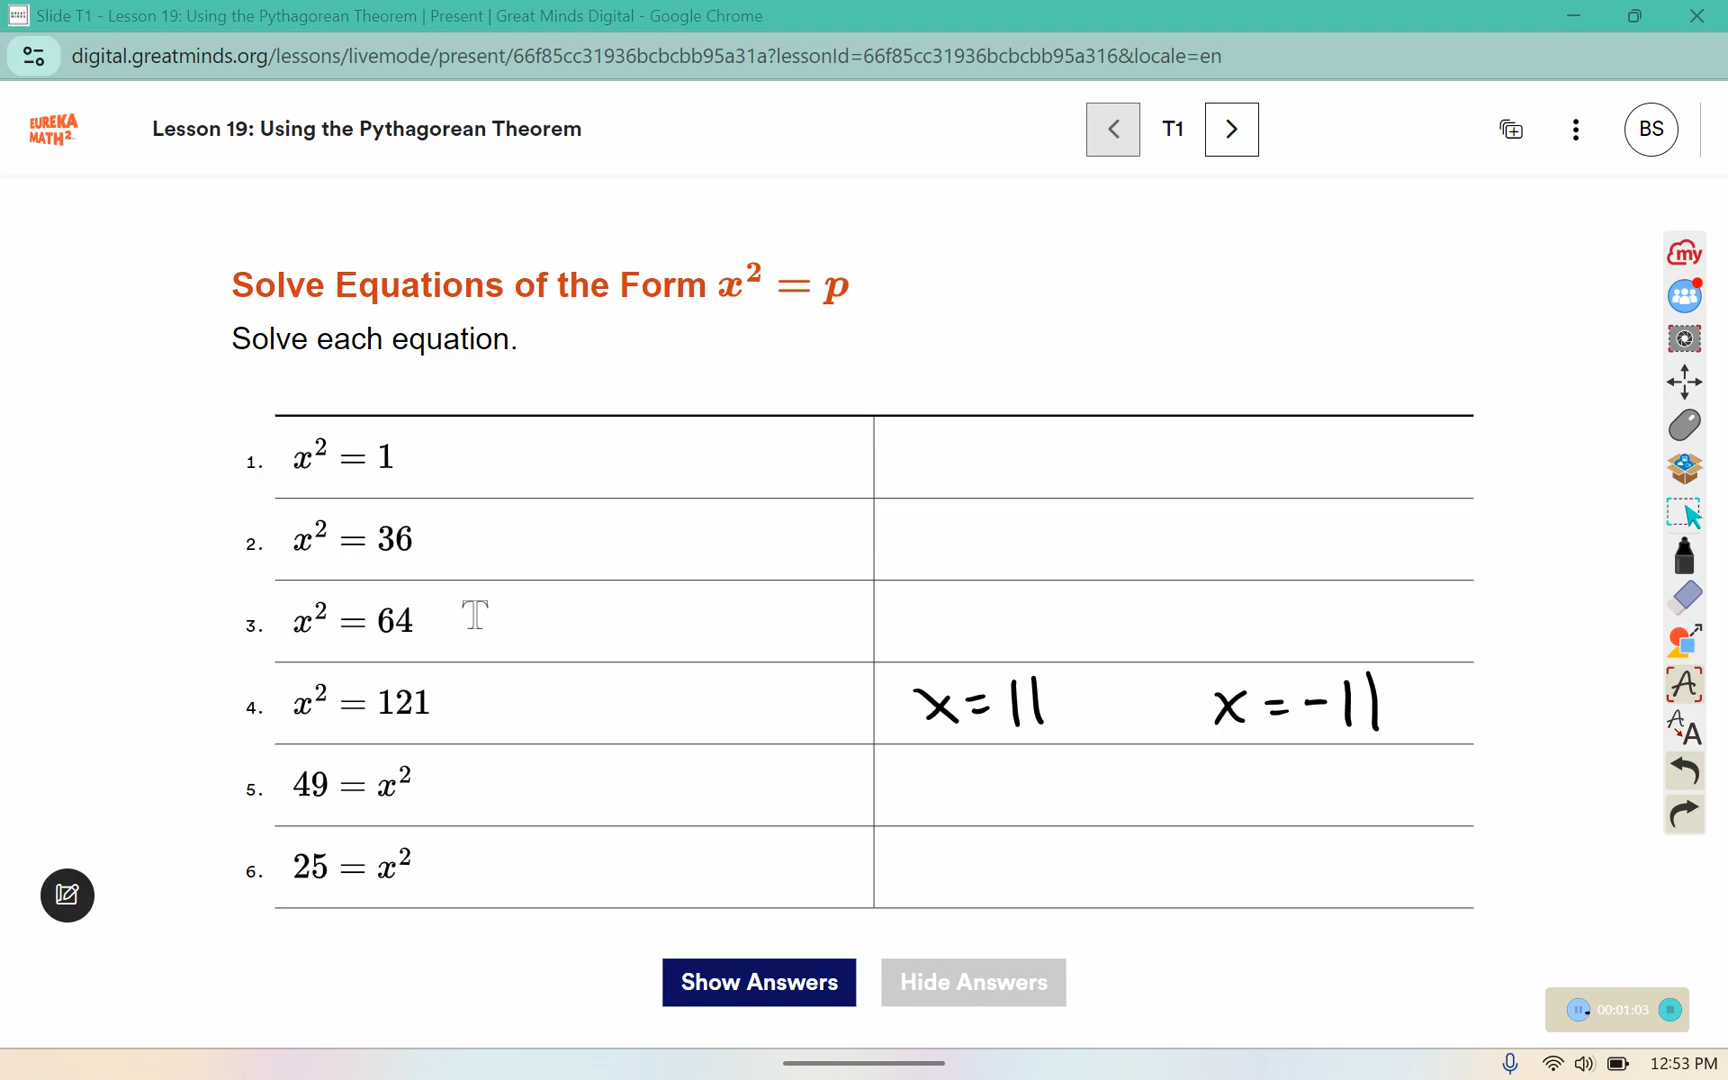 Slide T1 - Lesson 19: Using the Pythagorean Theorem | Present | Great Minds Digital - Google Chrome
digital.greatminds.org/lessons/livemode/present/66f85cc31936bcbcbb95a31a?lessonId=66f85cc31936bcbcbb95a316&locale=en
EUREKA MATH²
Lesson 19: Using the Pythagorean Theorem
< T1 >
BS
Solve Equations of the Form x² = p
Solve each equation.
1. x² = 1
2. x² = 36
3. x² = 64
4. x² = 121 x = 11 x = -11
5. 49 = x²
6. 25 = x²
Show Answers Hide Answers
my
A
A A
00:01:03
12:53 PM